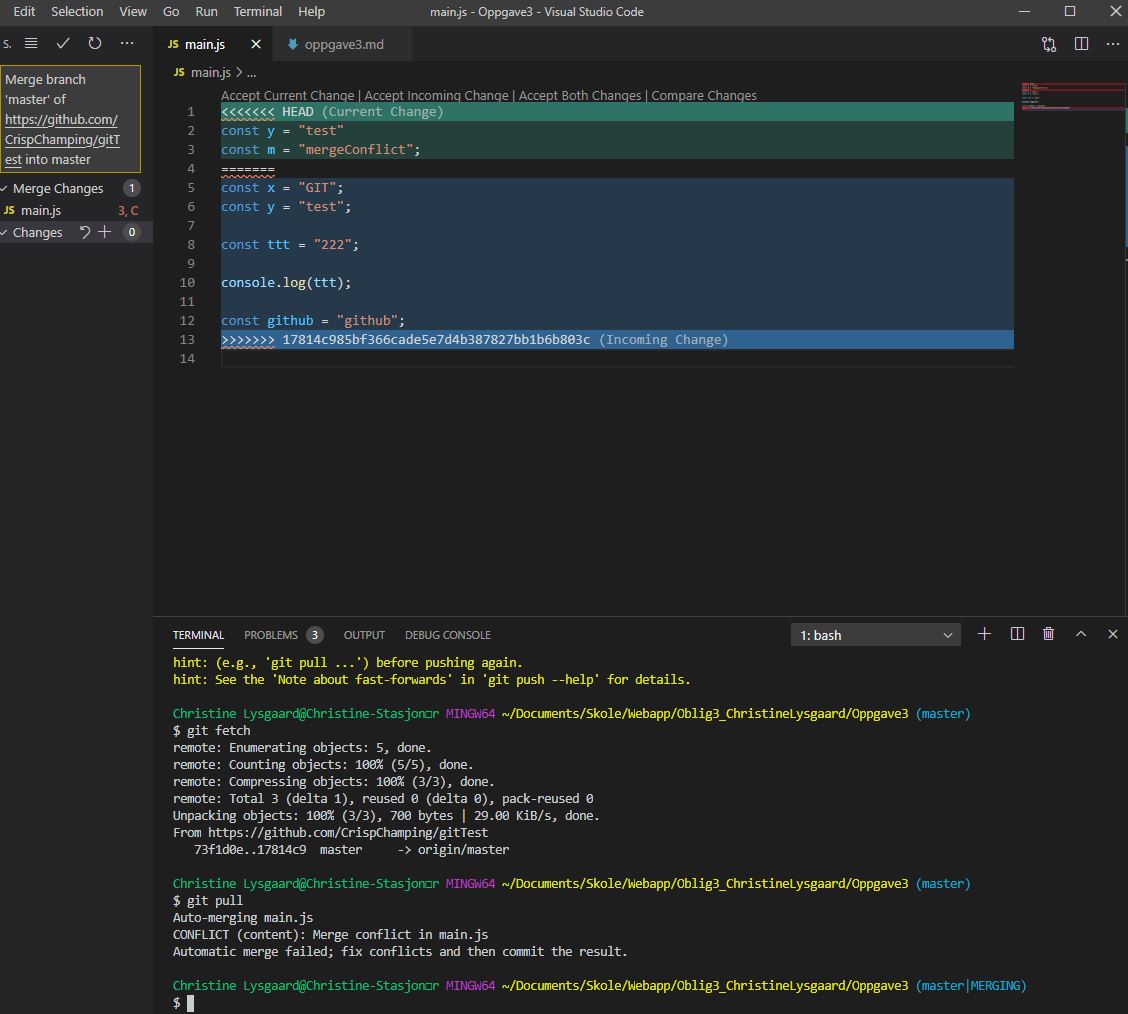 Edit Selection View Go Run Terminal Help main.js - Oppgave3 - Visual Studio Code
S.
JS main.js oppgave3.md
JS main.js > ...
Merge branch
'master' of
https://github.com/
CrispChamping/gitT
est into master
Merge Changes 1
JS main.js 3, C
Changes 0
Accept Current Change | Accept Incoming Change | Accept Both Changes | Compare Changes
1 <<<<<<< HEAD (Current Change)
2 const y = "test"
3 const m = "mergeConflict";
4 =======
5 const x = "GIT";
6 const y = "test";
7
8 const ttt = "222";
9
10 console.log(ttt);
11
12 const github = "github";
13 >>>>>>> 17814c985bf366cade5e7d4b387827bb1b6b803c (Incoming Change)
14
TERMINAL PROBLEMS 3 OUTPUT DEBUG CONSOLE 1: bash
hint: (e.g., 'git pull ...') before pushing again.
hint: See the 'Note about fast-forwards' in 'git push --help' for details.
Christine Lysgaard@Christine-Stasjon□r MINGW64 ~/Documents/Skole/Webapp/Oblig3_ChristineLysgaard/Oppgave3 (master)
$ git fetch
remote: Enumerating objects: 5, done.
remote: Counting objects: 100% (5/5), done.
remote: Compressing objects: 100% (3/3), done.
remote: Total 3 (delta 1), reused 0 (delta 0), pack-reused 0
Unpacking objects: 100% (3/3), 700 bytes | 29.00 KiB/s, done.
From https://github.com/CrispChamping/gitTest
73f1d0e..17814c9 master -> origin/master
Christine Lysgaard@Christine-Stasjon□r MINGW64 ~/Documents/Skole/Webapp/Oblig3_ChristineLysgaard/Oppgave3 (master)
$ git pull
Auto-merging main.js
CONFLICT (content): Merge conflict in main.js
Automatic merge failed; fix conflicts and then commit the result.
Christine Lysgaard@Christine-Stasjon□r MINGW64 ~/Documents/Skole/Webapp/Oblig3_ChristineLysgaard/Oppgave3 (master|MERGING)
$